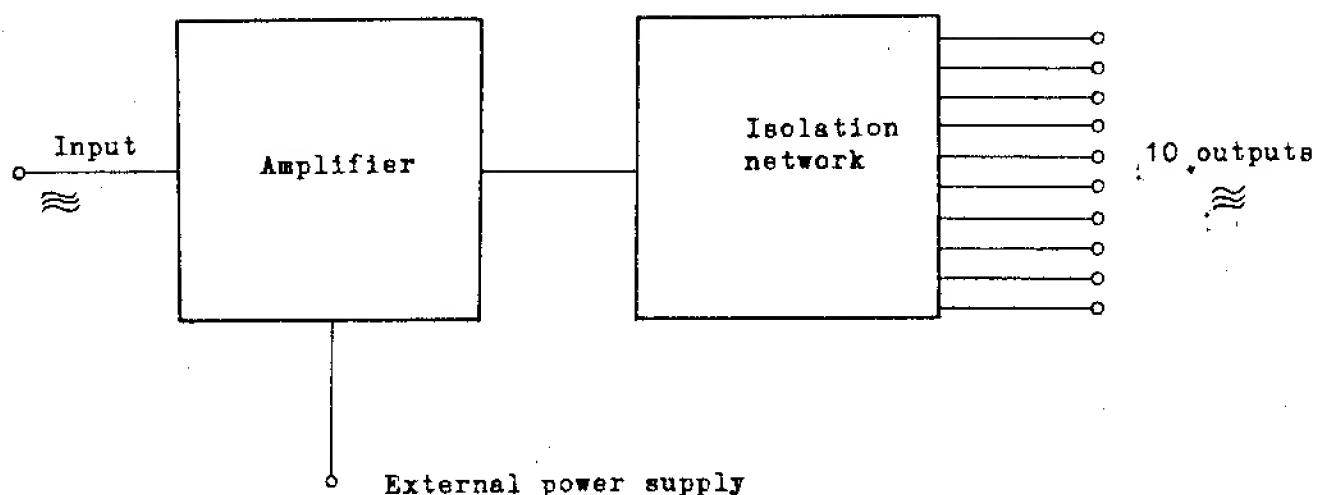 Input
Amplifier
Isolation
network
10 outputs
External power supply